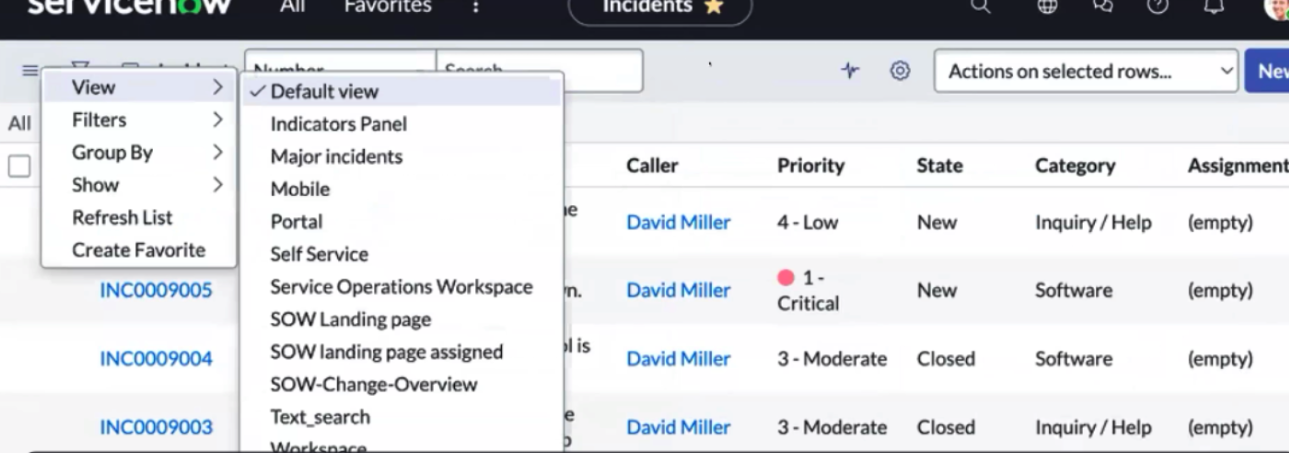 servicenow All Favorites Incidents
Number Search Actions on selected rows... New
View
Filters
Group By
Show
Refresh List
Create Favorite
Default view
Indicators Panel
Major incidents
Mobile
Portal
Self Service
Service Operations Workspace
SOW Landing page
SOW landing page assigned
SOW-Change-Overview
Text_search
Workspace
All
Caller Priority State Category Assignment
David Miller 4 - Low New Inquiry / Help (empty)
INC0009005 David Miller 1 - New Software (empty)
Critical
INC0009004 David Miller 3 - Moderate Closed Software (empty)
INC0009003 David Miller 3 - Moderate Closed Inquiry / Help (empty)